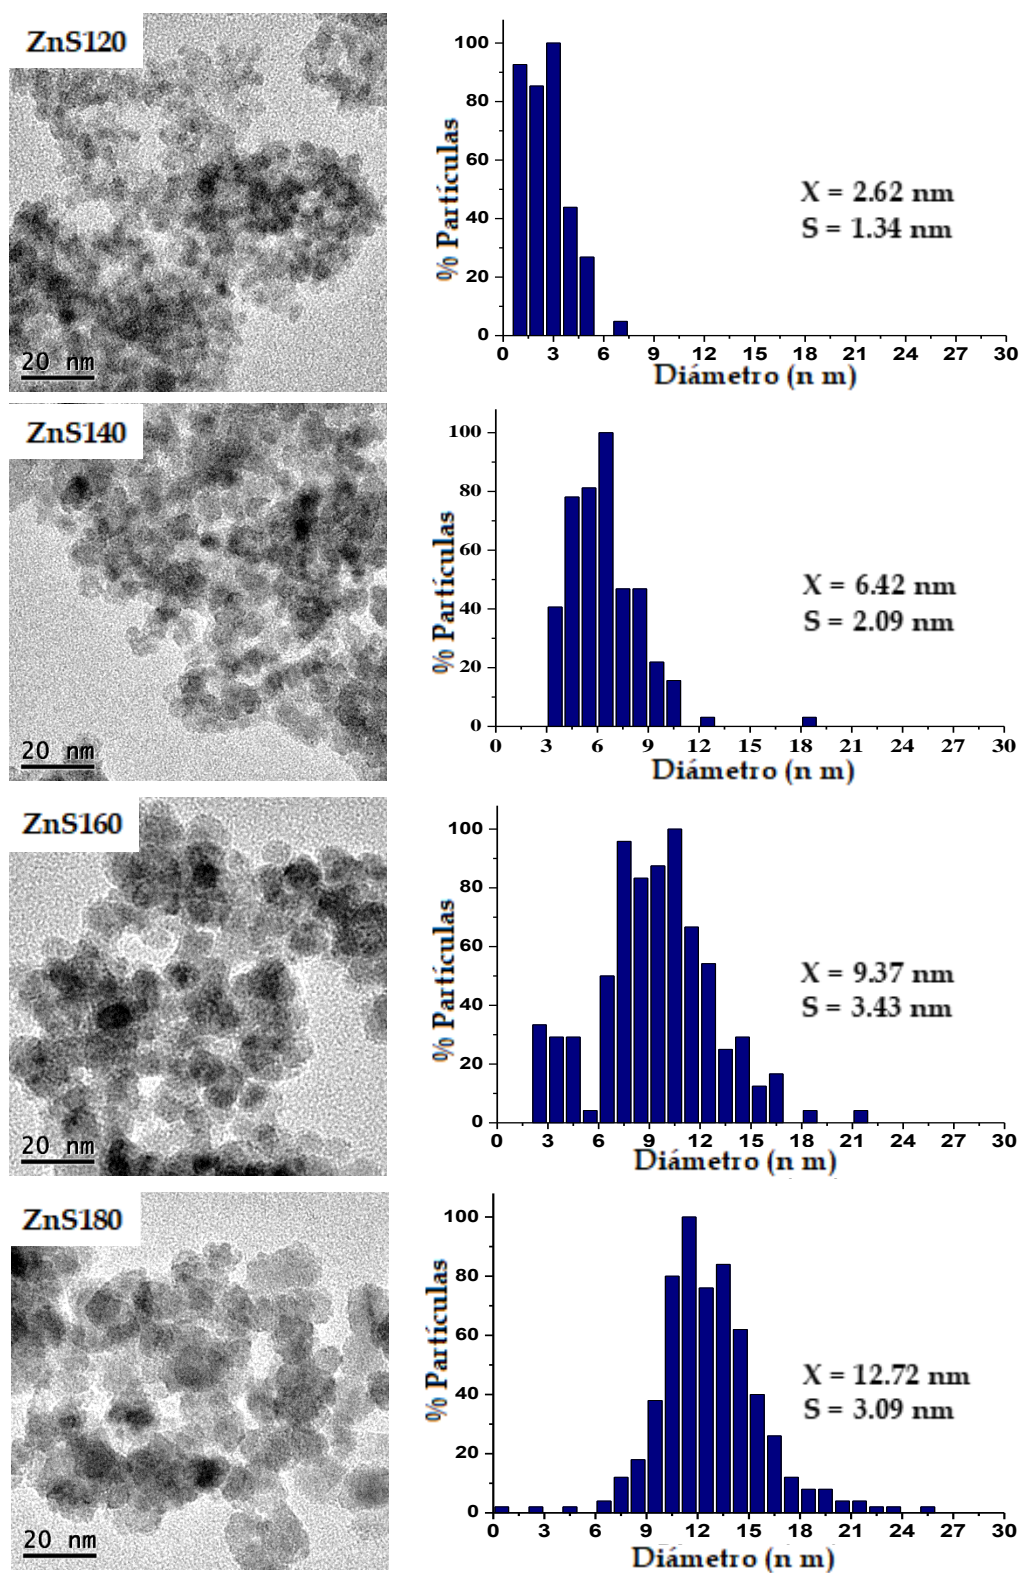 ZnS120
20 nm
% Partículas
100
80
60
40
20
0
0 3 6 9 12 15 18 21 24 27 30
Diámetro (n m)
X = 2.62 nm
S = 1.34 nm
ZnS140
20 nm
% Partículas
100
80
60
40
20
0
0 3 6 9 12 15 18 21 24 27 30
Diámetro (n m)
X = 6.42 nm
S = 2.09 nm
ZnS160
20 nm
% Partículas
100
80
60
40
20
0
0 3 6 9 12 15 18 21 24 27 30
Diámetro (n m)
X = 9.37 nm
S = 3.43 nm
ZnS180
20 nm
% Partículas
100
80
60
40
20
0
0 3 6 9 12 15 18 21 24 27 30
Diámetro (n m)
X = 12.72 nm
S = 3.09 nm